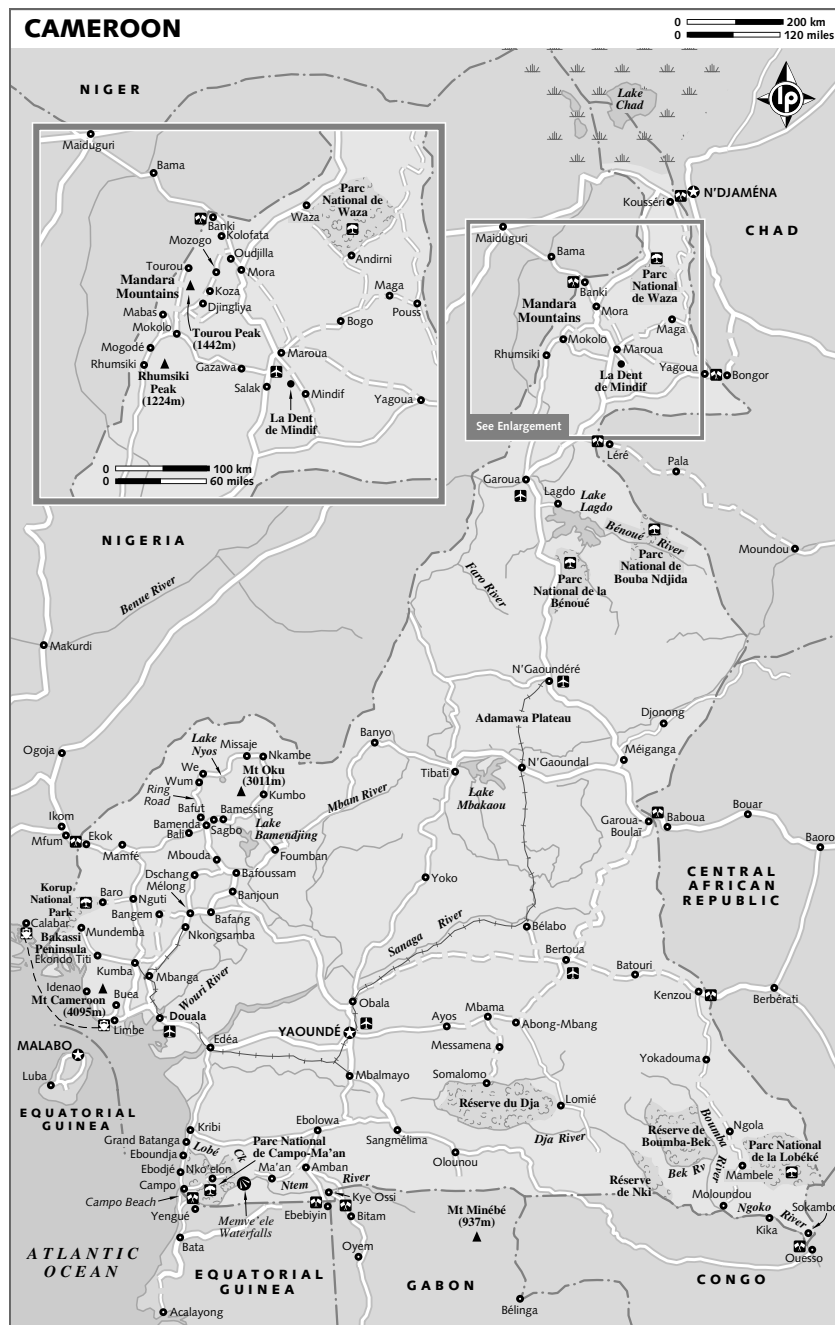 CAMEROON
0 200 km
0 120 miles
NIGER
Lake
Chad
lp
Maiduguri
Bama
Parc
National de
Waza
Waza
Banki
Kolofata
Mozogo
Oudjilla
Tourou
Mora
Andirni
Mandara
Mountains
Koza
Djingliya
Maga
Pouss
Mabas
Mokolo
Bogo
Tourou Peak
(1442m)
Mogodé
Rhumsiki
Maroua
Gazawa
Rhumsiki
Peak
(1224m)
Salak
Mindif
La Dent
de Mindif
Yagoua
0 100 km
0 60 miles
Kousséri
N'DJAMÉNA
CHAD
Maiduguri
Bama
Parc
National
de Waza
Banki
Mandara
Mountains
Mora
Maga
Mokolo
Maroua
Rhumsiki
Yagoua
Bongor
La Dent
de Mindif
See Enlargement
Léré
Pala
Garoua
Lagdo
Lake
Lagdo
Bénoué River
NIGERIA
Parc
National de
Bouba Ndjida
Moundou
Parc
National de la
Bénoué
Faro River
Benue River
Makurdi
N'Gaoundéré
Adamawa Plateau
Djonong
Banyo
Ogoja
Lake
Nyos
Missaje
Nkambe
Méiganga
We
Wum
Mt Oku
(3011m)
Tibati
N'Gaoundal
Ring
Road
Kumbo
Mbam River
Lake
Mbakaou
Ikom
Bafut
Bamessing
Bamenda
Sagbo
Lake
Bamendjing
Garoua-
Boulaï
Baboua
Bouar
Mfum
Ekok
Bali
Baoro
Mamfé
Mbouda
Foumban
CENTRAL
AFRICAN
REPUBLIC
Dschang
Bafoussam
Yoko
Korup
National
Park
Baro
Mélong
Banjoun
Nguti
Bangem
Bafang
Calabar
Mundemba
Nkongsamba
Sanaga River
Bélabo
Bakassi
Peninsula
Ekondo Titi
Kumba
Bertoua
Batouri
Mbanga
Wouri River
Idenao
Buea
Kenzou
Berbérati
Mt Cameroon
(4095m)
Limbe
Douala
Obala
Mbama
Ayos
Abong-Mbang
YAOUNDÉ
MALABO
Edéa
Messamena
Yokadouma
Luba
Mbalmayo
Somalomo
Réserve du Dja
Lomié
EQUATORIAL
GUINEA
Kribi
Ebolowa
Boumba
River
Grand Batanga
Lobé
Ck
Parc National
de Campo-Ma'an
Sangmélima
Dja River
Réserve de
Boumba-Bek
Ngola
Parc National
de la Lobéké
Eboundja
Ebodjé
Nko'elon
Ma'an
Amban
Olounou
Bek Rv
Mambele
Campo
Ntem
River
Réserve
de Nki
Campo Beach
Kye Ossi
Moloundou
Sokambo
Yengué
Memve'ele
Waterfalls
Ebebiyin
Bitam
Mt Minébé
(937m)
Ngoko
River
Kika
Bata
Ouesso
ATLANTIC
OCEAN
Oyem
EQUATORIAL
GUINEA
GABON
CONGO
Acalayong
Bélinga